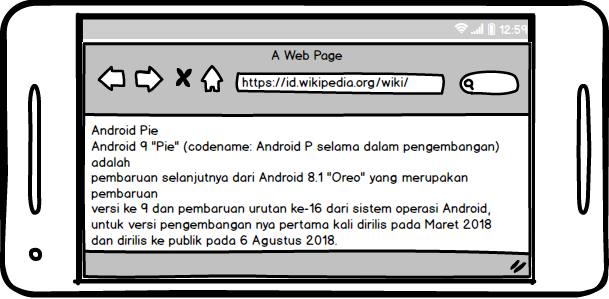 12:59
A Web Page
https://id.wikipedia.org/wiki/
Android Pie
Android 9 "Pie" (codename: Android P selama dalam pengembangan)
adalah
pembaruan selanjutnya dari Android 8.1 "Oreo" yang merupakan
pembaruan
versi ke 9 dan pembaruan urutan ke-16 dari sistem operasi Android,
untuk versi pengembangan nya pertama kali dirilis pada Maret 2018
dan dirilis ke publik pada 6 Agustus 2018.